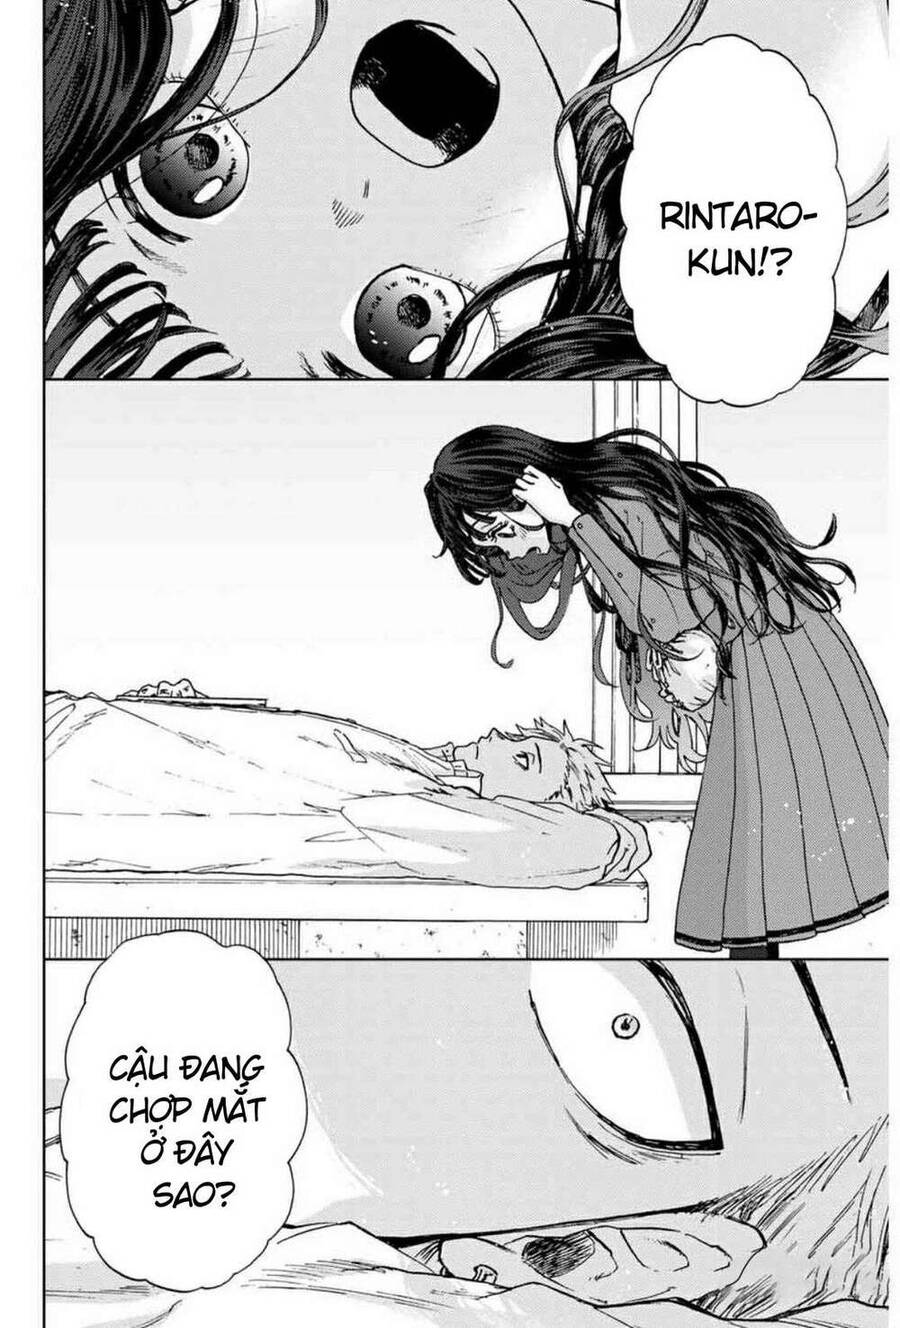 RINTARO-
KUN!?
CẬU ĐANG
CHỢP MẮT
Ở ĐÂY
SAO?